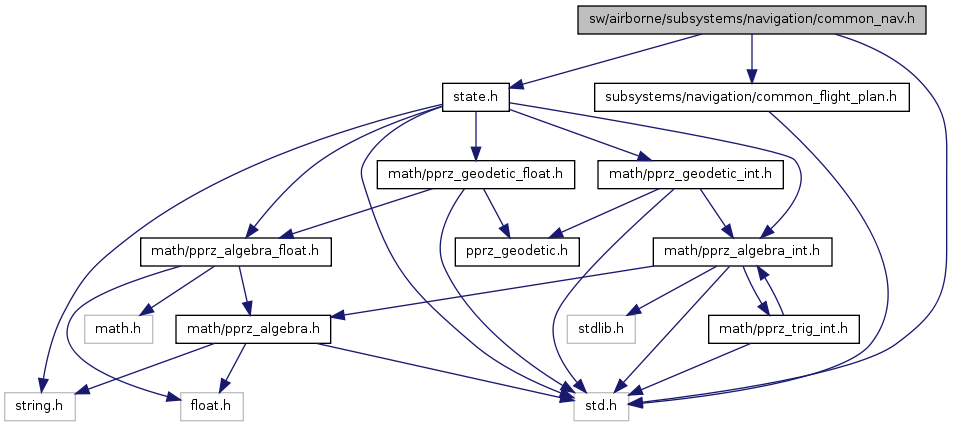 sw/airborne/subsystems/navigation/common_nav.h
state.h
subsystems/navigation/common_flight_plan.h
math/pprz_geodetic_float.h
math/pprz_geodetic_int.h
math/pprz_algebra_float.h
pprz_geodetic.h
math/pprz_algebra_int.h
math.h
math/pprz_algebra.h
stdlib.h
math/pprz_trig_int.h
string.h
float.h
std.h